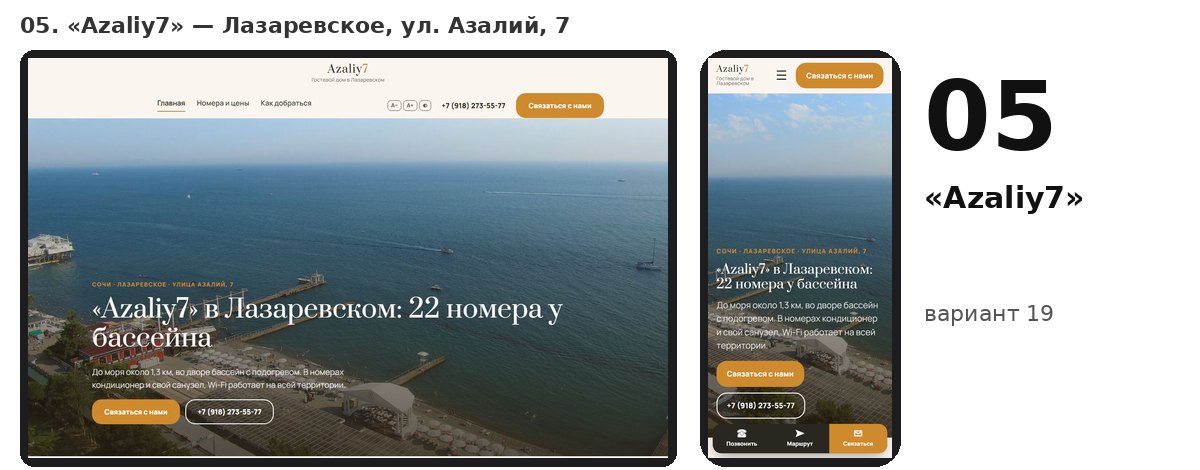 05. «Azaliy7» — Лазаревское, ул. Азалий, 7
Azaliy7
Гостевой дом в Лазаревском
Главная Номера и цены Как добраться A− A+ +7 (918) 273-55-77 Связаться с нами
СОЧИ · ЛАЗАРЕВСКОЕ · УЛИЦА АЗАЛИЙ, 7
«Azaliy7» в Лазаревском: 22 номера у
бассейна
До моря около 1,3 км, во дворе бассейн с подогревом. В номерах
кондиционер и свой санузел, Wi-Fi работает на всей территории.
Связаться с нами +7 (918) 273-55-77
Azaliy7
Гостевой дом в
Лазаревском
Связаться с нами
СОЧИ · ЛАЗАРЕВСКОЕ · УЛИЦА АЗАЛИЙ, 7
«Azaliy7» в Лазаревском:
22 номера у бассейна
До моря около 1,3 км, во дворе бассейн
с подогревом. В номерах кондиционер
и свой санузел, Wi-Fi работает на всей
территории.
Связаться с нами
+7 (918) 273-55-77
Позвонить Маршрут Связаться
05
«Azaliy7»
вариант 19